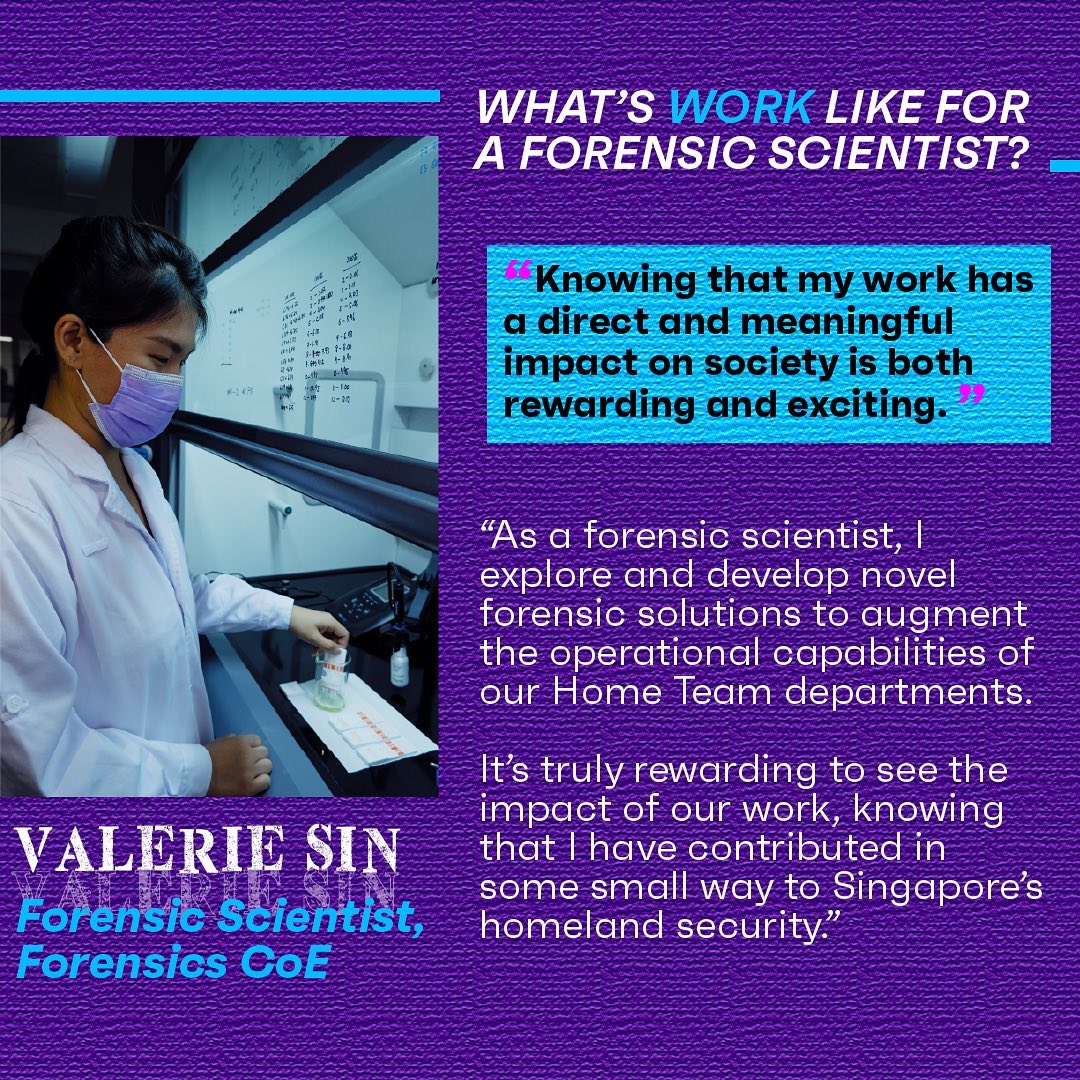 WHAT'S WORK LIKE FOR
A FORENSIC SCIENTIST?
“Knowing that my work has
a direct and meaningful
impact on society is both
rewarding and exciting.”
“As a forensic scientist, I
explore and develop novel
forensic solutions to augment
the operational capabilities of
our Home Team departments.
It’s truly rewarding to see the
impact of our work, knowing
that I have contributed in
some small way to Singapore’s
homeland security.”
VALERIE SIN
VALERIE SIN
Forensic Scientist,
Forensics CoE